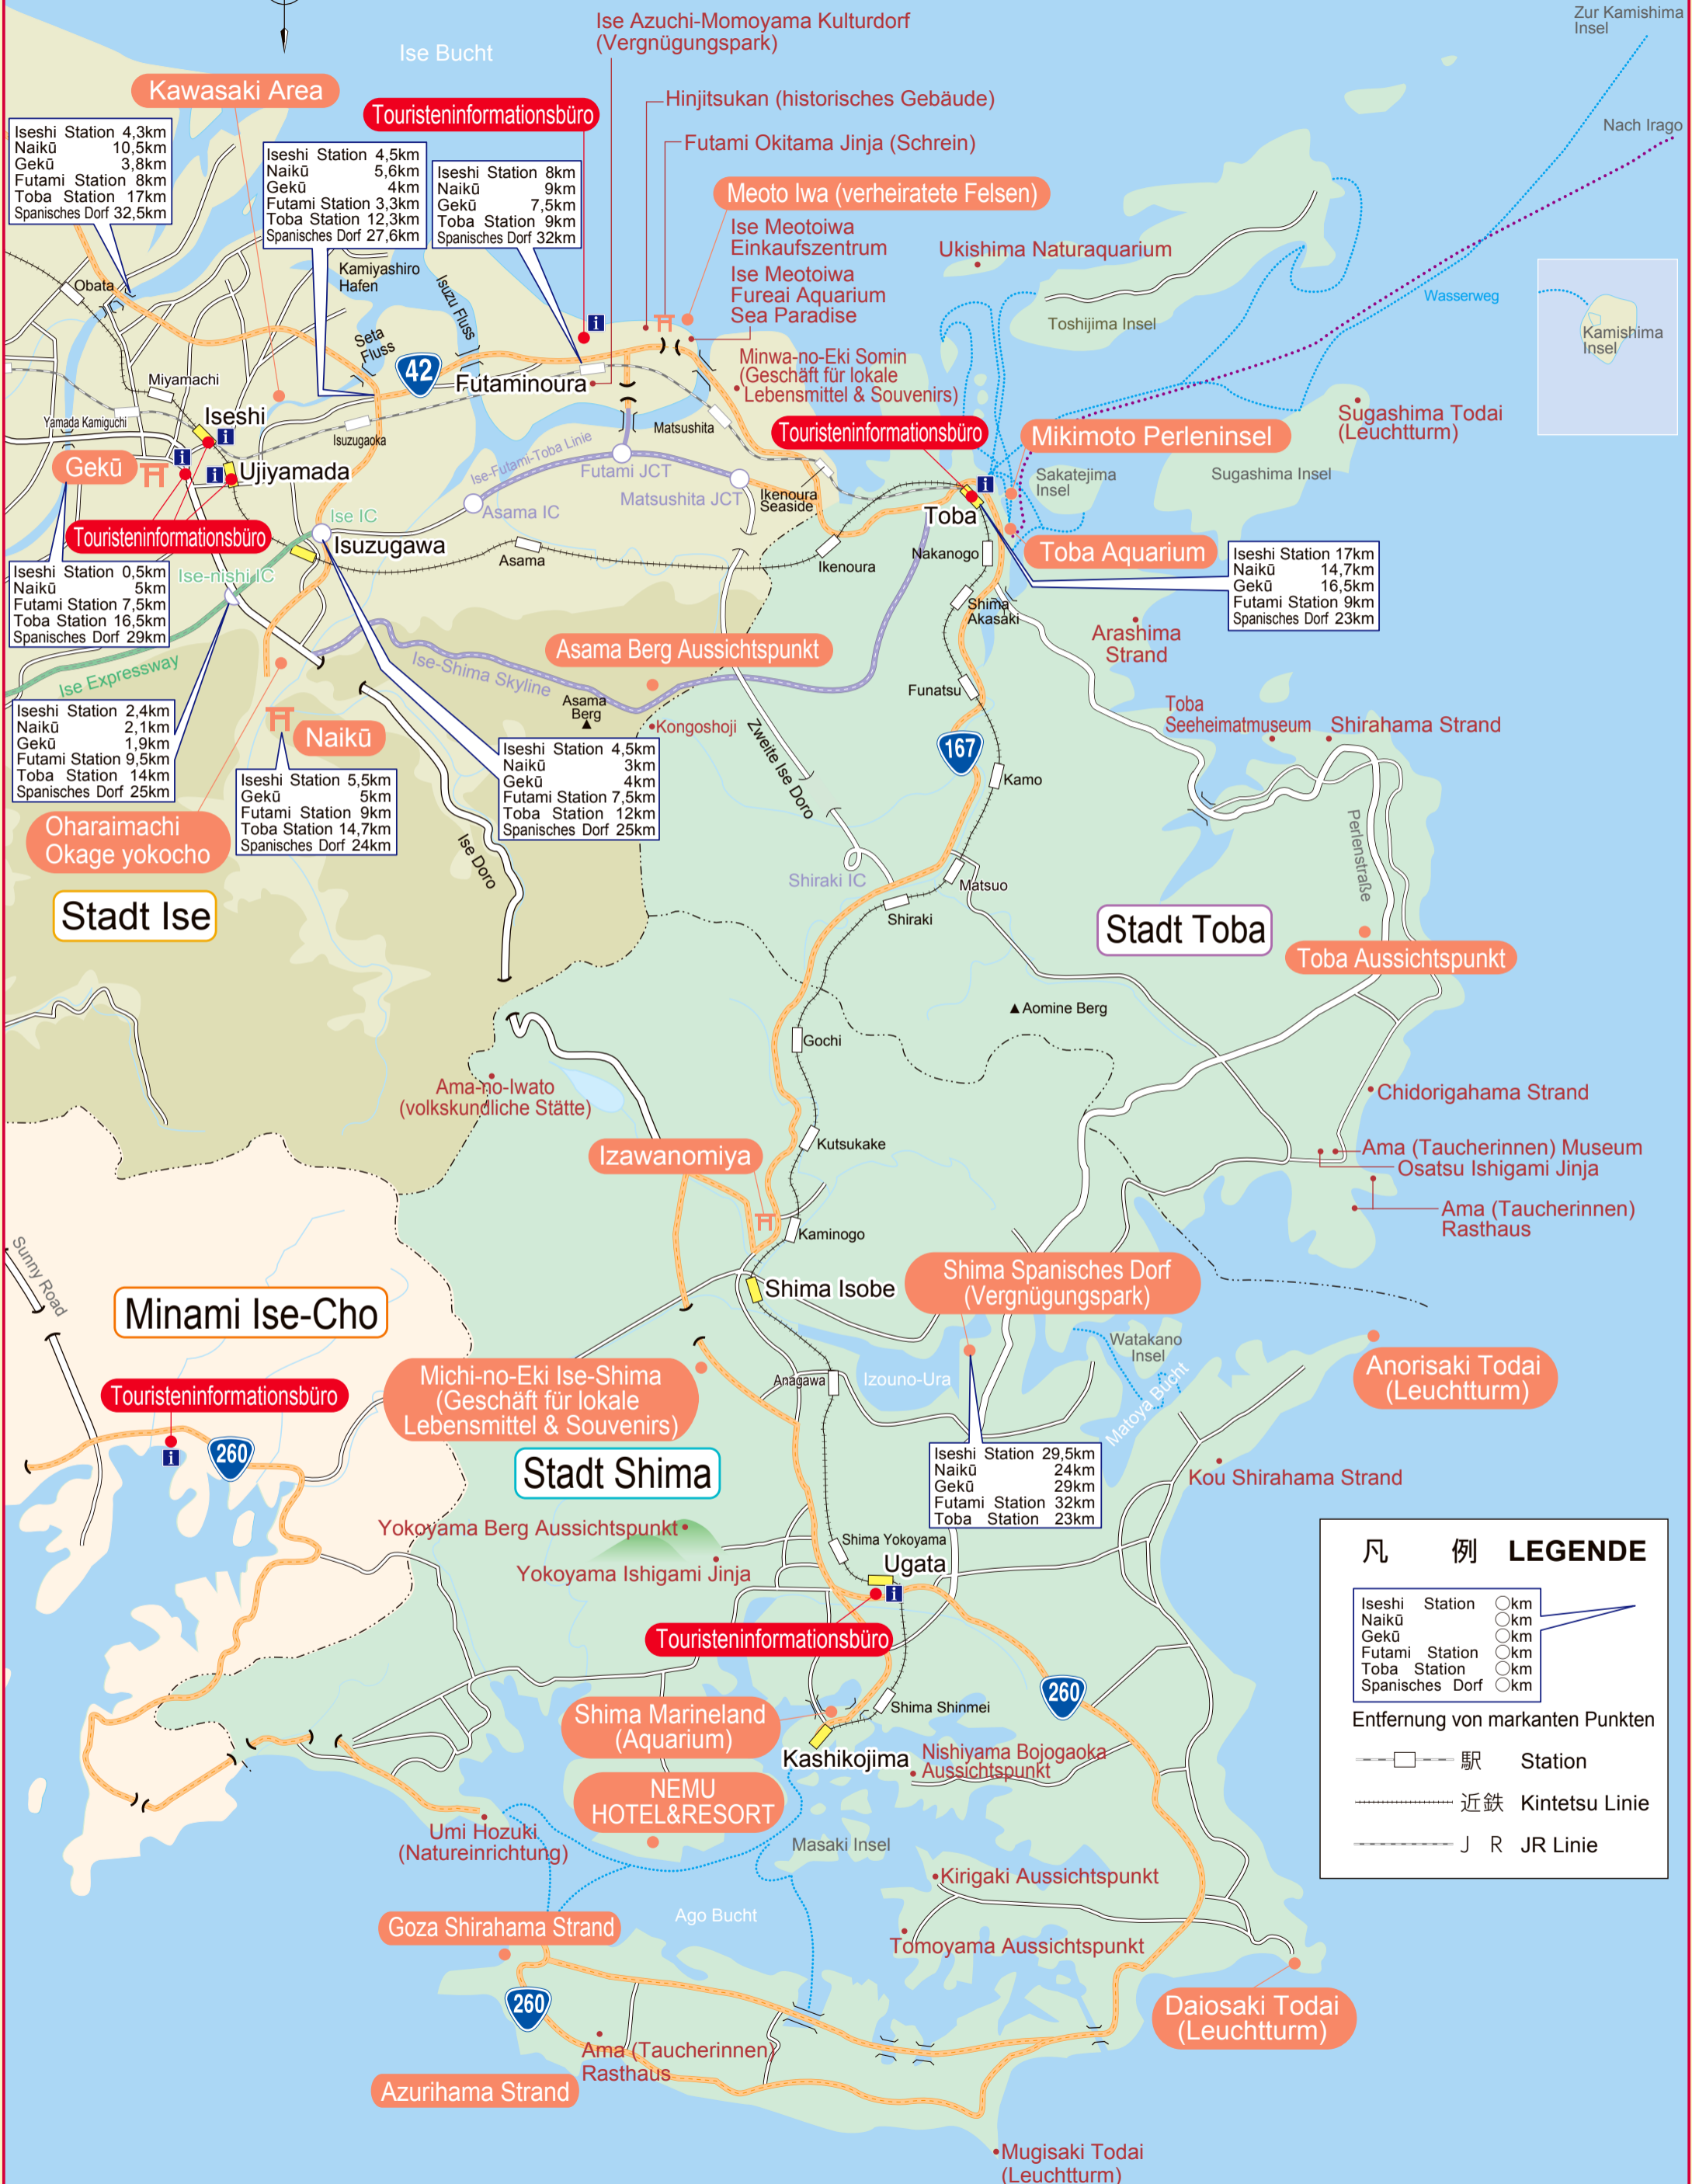 Zur Kamishima
Insel
Ise Azuchi-Momoyama Kulturdorf
(Vergnügungspark)
Ise Bucht
Kawasaki Area
Touristeninformationsbüro
Hinjitsukan (historisches Gebäude)
Nach Irago
Futami Okitama Jinja (Schrein)
Iseshi Station 4,3km
Naikū 10,5km
Gekū 3,8km
Futami Station 8km
Toba Station 17km
Spanisches Dorf 32,5km
Iseshi Station 4,5km
Naikū 5,6km
Gekū 4km
Futami Station 3,3km
Toba Station 12,3km
Spanisches Dorf 27,6km
Iseshi Station 8km
Naikū 9km
Gekū 7,5km
Toba Station 9km
Spanisches Dorf 32km
Meoto Iwa (verheiratete Felsen)
Ise Meotoiwa
Einkaufszentrum
Ise Meotoiwa
Fureai Aquarium
Sea Paradise
Ukishima Naturaquarium
Kamiyashiro
Hafen
Isuzu Fluss
Obata
Wasserweg
Toshijima Insel
Kamishima
Insel
Seta
Fluss
42
Futaminoura
Minwa-no-Eki Somin
(Geschäft für lokale
Lebensmittel & Souvenirs)
Miyamachi
Iseshi
Yamada Kamiguchi
Isuzugaoka
Matsushita
Touristeninformationsbüro
Mikimoto Perleninsel
Sugashima Todai
(Leuchtturm)
Gekū
Ujiyamada
Ise-Futami-Toba Linie
Futami JCT
Matsushita JCT
Ikenoura
Seaside
Sakatejima
Insel
Sugashima Insel
Ise IC
Asama IC
Toba
Touristeninformationsbüro
Isuzugawa
Asama
Ikenoura
Nakanogo
Toba Aquarium
Iseshi Station 17km
Naikū 14,7km
Gekū 16,5km
Futami Station 9km
Spanisches Dorf 23km
Iseshi Station 0,5km
Naikū 5km
Futami Station 7,5km
Toba Station 16,5km
Spanisches Dorf 29km
Ise-nishi IC
Shima
Akasaki
Arashima
Strand
Ise Expressway
Ise-Shima Skyline
Asama Berg Aussichtspunkt
Funatsu
Asama
Berg
Kongoshoji
Toba
Seeheimatmuseum
Shirahama Strand
Iseshi Station 2,4km
Naikū 2,1km
Gekū 1,9km
Futami Station 9,5km
Toba Station 14km
Spanisches Dorf 25km
Naikū
Iseshi Station 5,5km
Gekū 5km
Futami Station 9km
Toba Station 14,7km
Spanisches Dorf 24km
Iseshi Station 4,5km
Naikū 3km
Gekū 4km
Futami Station 7,5km
Toba Station 12km
Spanisches Dorf 25km
Zweite Ise Doro
167
Kamo
Oharaimachi
Okage yokocho
Ise Doro
Perlenstraße
Shiraki IC
Matsuo
Shiraki
Stadt Ise
Stadt Toba
Toba Aussichtspunkt
Aomine Berg
Gochi
Ama-no-Iwato
(volkskundliche Stätte)
Chidorigahama Strand
Kutsukake
Izawanomiya
Ama (Taucherinnen) Museum
Osatsu Ishigami Jinja
Ama (Taucherinnen)
Rasthaus
Kaminogo
Sunny Road
Shima Spanisches Dorf
(Vergnügungspark)
Shima Isobe
Minami Ise-Cho
Watakano
Insel
Anorisaki Todai
(Leuchtturm)
Michi-no-Eki Ise-Shima
(Geschäft für lokale
Lebensmittel & Souvenirs)
Anagawa
Izouno-Ura
Matoya Bucht
Touristeninformationsbüro
260
Stadt Shima
Iseshi Station 29,5km
Naikū 24km
Gekū 29km
Futami Station 32km
Toba Station 23km
Kou Shirahama Strand
Yokoyama Berg Aussichtspunkt
Shima Yokoyama
Yokoyama Ishigami Jinja
Ugata
凡 例 LEGENDE
Iseshi Station ○km
Naikū ○km
Gekū ○km
Futami Station ○km
Toba Station ○km
Spanisches Dorf ○km
Entfernung von markanten Punkten
駅 Station
近鉄 Kintetsu Linie
J R JR Linie
Touristeninformationsbüro
260
Shima Marineland
(Aquarium)
Shima Shinmei
Kashikojima
Nishiyama Bojogaoka
Aussichtspunkt
NEMU
HOTEL&RESORT
Umi Hozuki
(Natureinrichtung)
Masaki Insel
Kirigaki Aussichtspunkt
Goza Shirahama Strand
Ago Bucht
Tomoyama Aussichtspunkt
260
Daiosaki Todai
(Leuchtturm)
Ama (Taucherinnen)
Rasthaus
Azurihama Strand
Mugisaki Todai
(Leuchtturm)